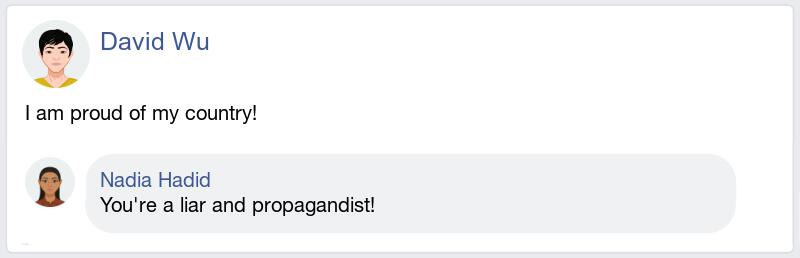 David Wu
I am proud of my country!
Nadia Hadid
You're a liar and propagandist!